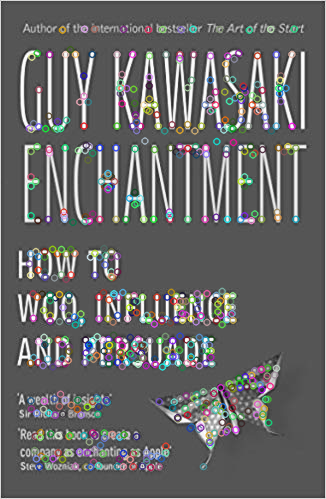 Author of the international bestseller The Art of the Start
GUY KAWASAKI
ENCHANTMENT
HOW TO
WOO, INFLUENCE
AND PERSUADE
'A wealth of insights'
Sir Richard Branson
'Read this book to create a
company as enchanting as Apple'
Steve Wozniak, co-founder of Apple